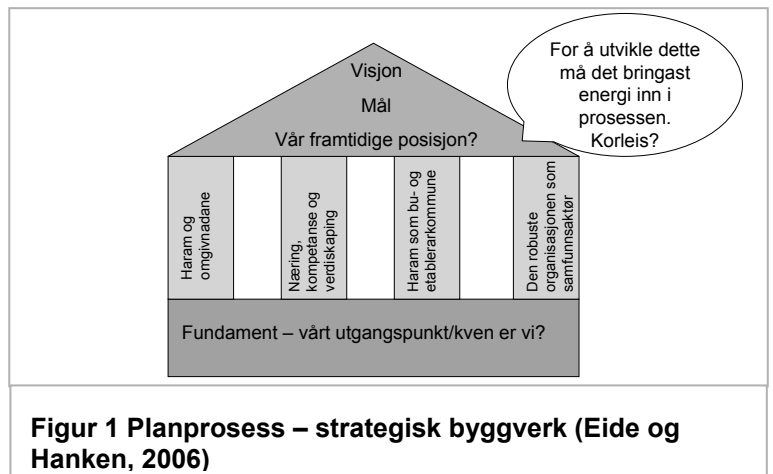 Visjon
Mål
Vår framtidige posisjon?
For å utvikle dette
må det bringast
energi inn i
prosessen.
Korleis?
Haram og
omgivnadane
Næring,
kompetanse og
verdiskaping
Haram som bu- og
etablerarkommune
Den robuste
organisasjonen som
samfunnsaktør
Fundament – vårt utgangspunkt/kven er vi?
Figur 1 Planprosess – strategisk byggverk (Eide og
Hanken, 2006)